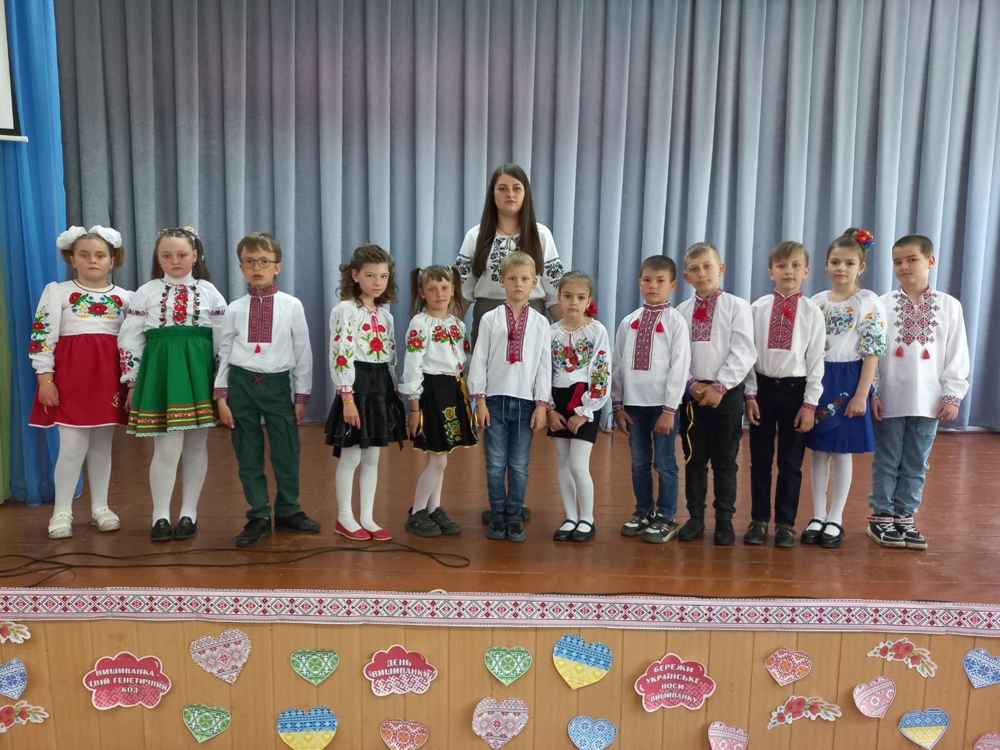 ВИШИВАНКА -
ТВІЙ ГЕНЕТИЧНИЙ
КОД
ДЕНЬ
ВИШИВАНКИ
БЕРЕЖИ
УКРАЇНСЬКЕ-
НОСИ
ВИШИВАНКУ